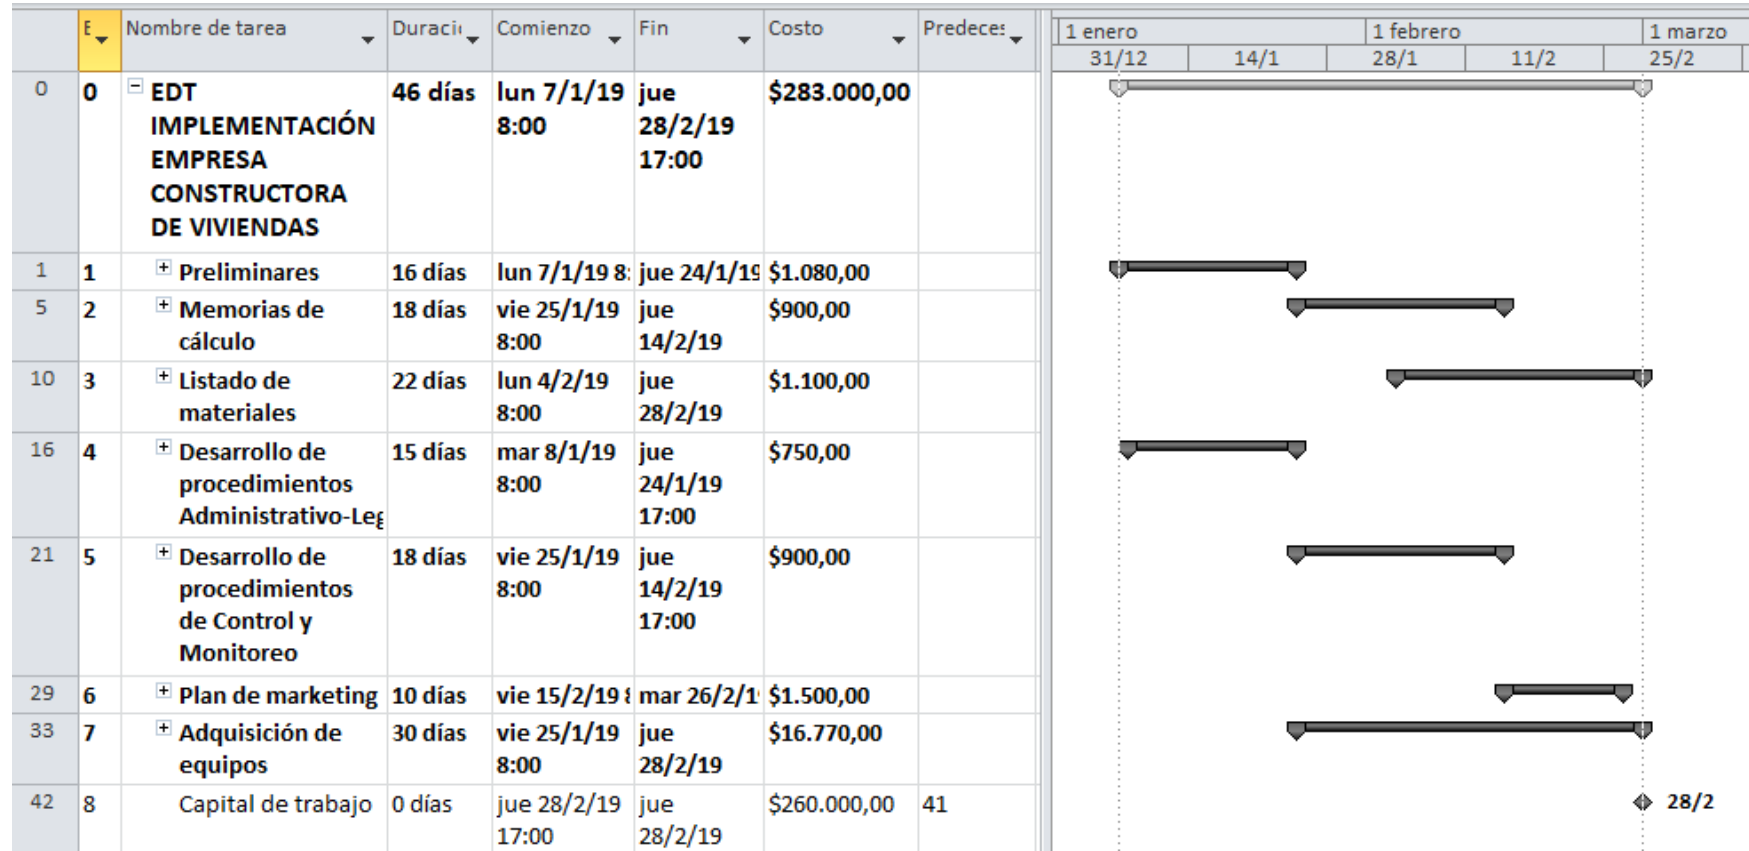 E Nombre de tarea Duració Comienzo Fin Costo Predeces 1 enero 1 febrero 1 marzo
31/12 14/1 28/1 11/2 25/2
0 0 EDT 46 días lun 7/1/19 jue $283.000,00
IMPLEMENTACIÓN 8:00 28/2/19
EMPRESA 17:00
CONSTRUCTORA
DE VIVIENDAS
1 1 Preliminares 16 días lun 7/1/19 8: jue 24/1/19 $1.080,00
5 2 Memorias de 18 días vie 25/1/19 jue $900,00
cálculo 8:00 14/2/19
10 3 Listado de 22 días lun 4/2/19 jue $1.100,00
materiales 8:00 28/2/19
16 4 Desarrollo de 15 días mar 8/1/19 jue $750,00
procedimientos 8:00 24/1/19
Administrativo-Leg 17:00
21 5 Desarrollo de 18 días vie 25/1/19 jue $900,00
procedimientos 8:00 14/2/19
de Control y 17:00
Monitoreo
29 6 Plan de marketing 10 días vie 15/2/19 8 mar 26/2/1 $1.500,00
33 7 Adquisición de 30 días vie 25/1/19 jue $16.770,00
equipos 8:00 28/2/19
42 8 Capital de trabajo 0 días jue 28/2/19 jue $260.000,00 41 28/2
17:00 28/2/19